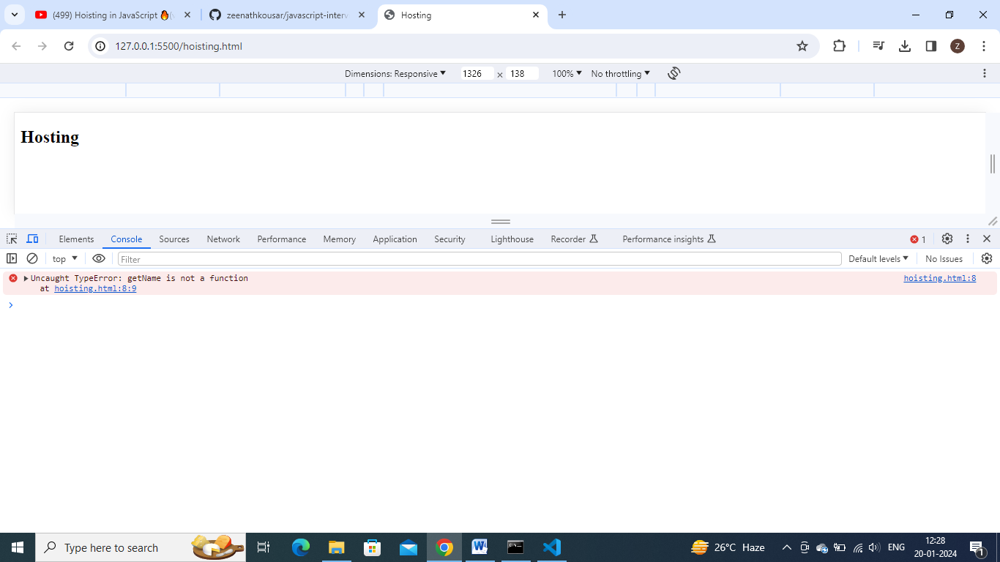 (499) Hoisting in JavaScript 🔥(
zeenathkousar/javascript-interv
Hosting
127.0.0.1:5500/hoisting.html
Z
Dimensions: Responsive 1326 × 138 100% No throttling
Hosting
Elements Console Sources Network Performance Memory Application Security Lighthouse Recorder Performance insights 1
top Filter Default levels No Issues
Uncaught TypeError: getName is not a function hoisting.html:8
at hoisting.html:8:9
Type here to search
26°C Haze
ENG
12:28
20-01-2024
1